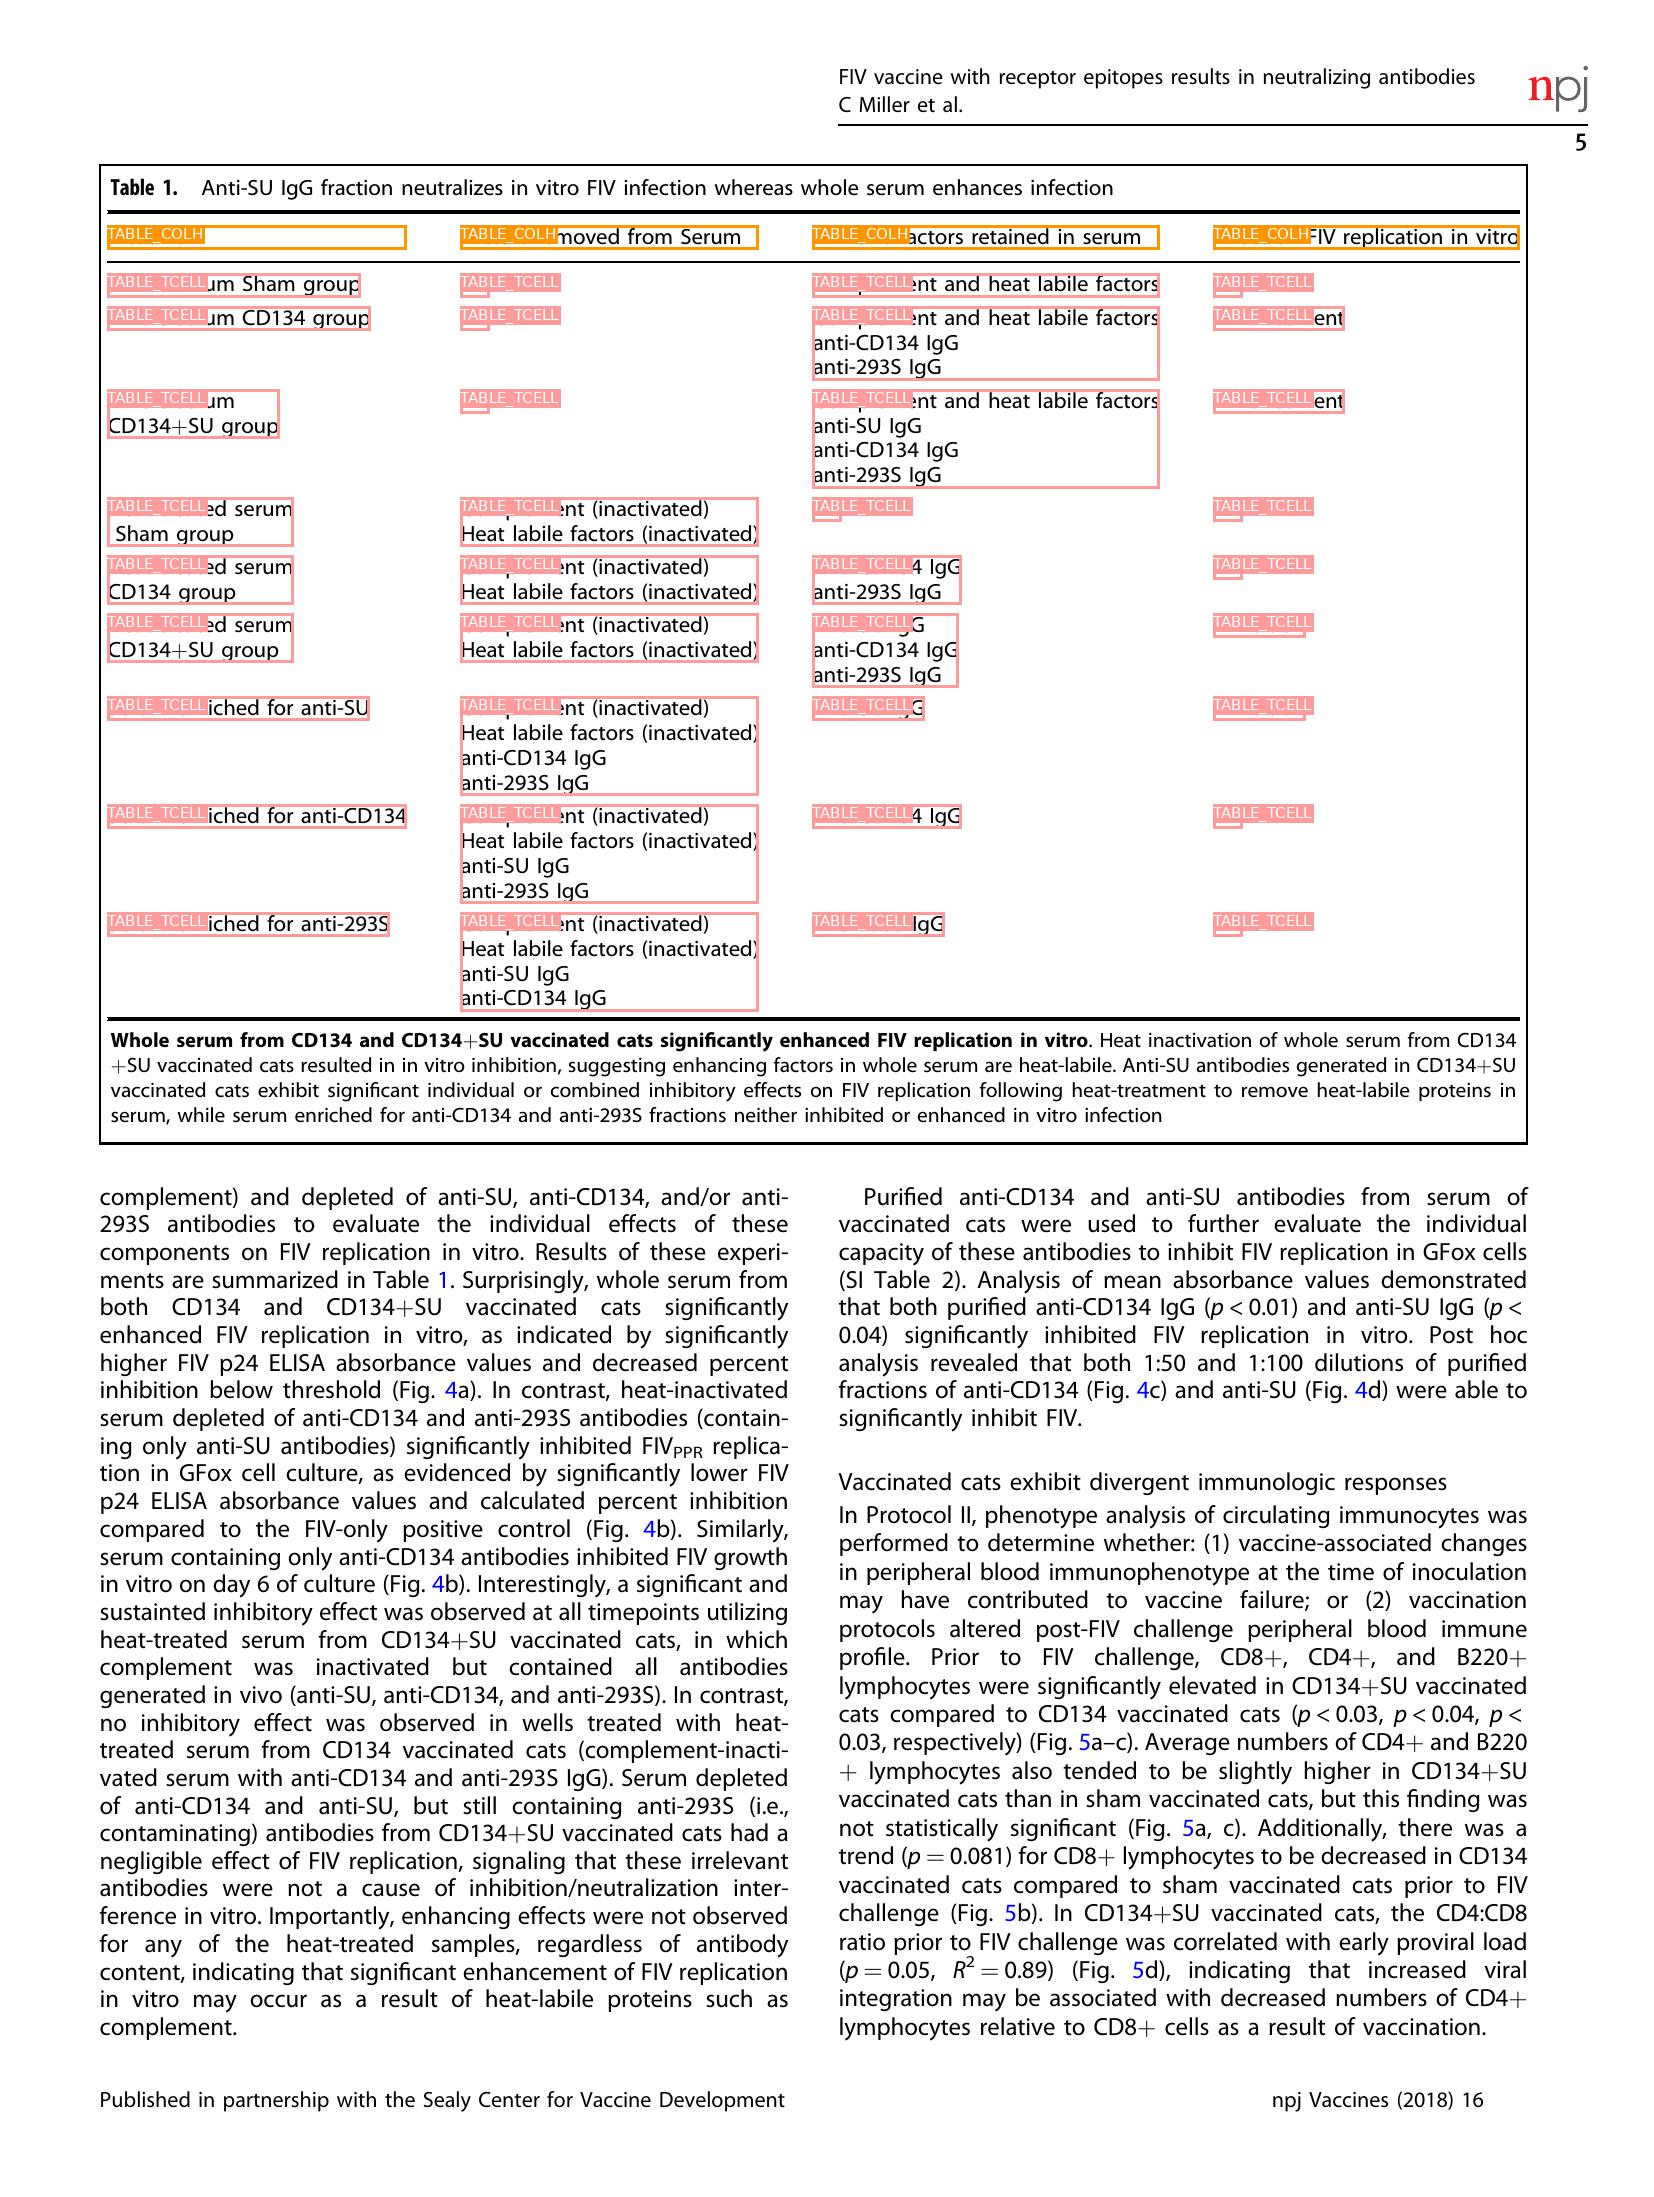 FIV vaccine with receptor epitopes results in neutralizing antibodies
C Miller et al.
npj
5
Table 1. Anti-SU IgG fraction neutralizes in vitro FIV infection whereas whole serum enhances infection
TABLE_COLH TABLE_COLH moved from Serum TABLE_COLH actors retained in serum TABLE_COLH FIV replication in vitro
TABLE_TCELL um Sham group TABLE_TCELL TABLE_TCELL ent and heat labile factors TABLE_TCELL
TABLE_TCELL um CD134 group TABLE_TCELL TABLE_TCELL ent and heat labile factors TABLE_TCELL ent
anti-CD134 IgG
anti-293S IgG
TABLE_TCELL um TABLE_TCELL TABLE_TCELL ent and heat labile factors TABLE_TCELL ent
CD134+SU group anti-SU IgG
anti-CD134 IgG
anti-293S IgG
TABLE_TCELL ed serum TABLE_TCELL ent (inactivated) TABLE_TCELL TABLE_TCELL
Sham group Heat labile factors (inactivated)
TABLE_TCELL ed serum TABLE_TCELL ent (inactivated) TABLE_TCELL 4 IgG TABLE_TCELL
CD134 group Heat labile factors (inactivated) anti-293S IgG
TABLE_TCELL ed serum TABLE_TCELL ent (inactivated) TABLE_TCELL G TABLE_TCELL
CD134+SU group Heat labile factors (inactivated) anti-CD134 IgG
anti-293S IgG
TABLE_TCELL iched for anti-SU TABLE_TCELL ent (inactivated) TABLE_TCELL G TABLE_TCELL
Heat labile factors (inactivated)
anti-CD134 IgG
anti-293S IgG
TABLE_TCELL iched for anti-CD134 TABLE_TCELL ent (inactivated) TABLE_TCELL 4 IgG TABLE_TCELL
Heat labile factors (inactivated)
anti-SU IgG
anti-293S IgG
TABLE_TCELL iched for anti-293S TABLE_TCELL ent (inactivated) TABLE_TCELL IgG TABLE_TCELL
Heat labile factors (inactivated)
anti-SU IgG
anti-CD134 IgG
Whole serum from CD134 and CD134+SU vaccinated cats significantly enhanced FIV replication in vitro. Heat inactivation of whole serum from CD134
+SU vaccinated cats resulted in in vitro inhibition, suggesting enhancing factors in whole serum are heat-labile. Anti-SU antibodies generated in CD134+SU
vaccinated cats exhibit significant individual or combined inhibitory effects on FIV replication following heat-treatment to remove heat-labile proteins in
serum, while serum enriched for anti-CD134 and anti-293S fractions neither inhibited or enhanced in vitro infection
complement) and depleted of anti-SU, anti-CD134, and/or anti-
293S antibodies to evaluate the individual effects of these
components on FIV replication in vitro. Results of these experi-
ments are summarized in Table 1. Surprisingly, whole serum from
both CD134 and CD134+SU vaccinated cats significantly
enhanced FIV replication in vitro, as indicated by significantly
higher FIV p24 ELISA absorbance values and decreased percent
inhibition below threshold (Fig. 4a). In contrast, heat-inactivated
serum depleted of anti-CD134 and anti-293S antibodies (contain-
ing only anti-SU antibodies) significantly inhibited FIVPPR replica-
tion in GFox cell culture, as evidenced by significantly lower FIV
p24 ELISA absorbance values and calculated percent inhibition
compared to the FIV-only positive control (Fig. 4b). Similarly,
serum containing only anti-CD134 antibodies inhibited FIV growth
in vitro on day 6 of culture (Fig. 4b). Interestingly, a significant and
sustainted inhibitory effect was observed at all timepoints utilizing
heat-treated serum from CD134+SU vaccinated cats, in which
complement was inactivated but contained all antibodies
generated in vivo (anti-SU, anti-CD134, and anti-293S). In contrast,
no inhibitory effect was observed in wells treated with heat-
treated serum from CD134 vaccinated cats (complement-inacti-
vated serum with anti-CD134 and anti-293S IgG). Serum depleted
of anti-CD134 and anti-SU, but still containing anti-293S (i.e.,
contaminating) antibodies from CD134+SU vaccinated cats had a
negligible effect of FIV replication, signaling that these irrelevant
antibodies were not a cause of inhibition/neutralization inter-
ference in vitro. Importantly, enhancing effects were not observed
for any of the heat-treated samples, regardless of antibody
content, indicating that significant enhancement of FIV replication
in vitro may occur as a result of heat-labile proteins such as
complement.
Purified anti-CD134 and anti-SU antibodies from serum of
vaccinated cats were used to further evaluate the individual
capacity of these antibodies to inhibit FIV replication in GFox cells
(SI Table 2). Analysis of mean absorbance values demonstrated
that both purified anti-CD134 IgG (p < 0.01) and anti-SU IgG (p <
0.04) significantly inhibited FIV replication in vitro. Post hoc
analysis revealed that both 1:50 and 1:100 dilutions of purified
fractions of anti-CD134 (Fig. 4c) and anti-SU (Fig. 4d) were able to
significantly inhibit FIV.
Vaccinated cats exhibit divergent immunologic responses
In Protocol II, phenotype analysis of circulating immunocytes was
performed to determine whether: (1) vaccine-associated changes
in peripheral blood immunophenotype at the time of inoculation
may have contributed to vaccine failure; or (2) vaccination
protocols altered post-FIV challenge peripheral blood immune
profile. Prior to FIV challenge, CD8+, CD4+, and B220+
lymphocytes were significantly elevated in CD134+SU vaccinated
cats compared to CD134 vaccinated cats (p < 0.03, p < 0.04, p <
0.03, respectively) (Fig. 5a–c). Average numbers of CD4+ and B220
+ lymphocytes also tended to be slightly higher in CD134+SU
vaccinated cats than in sham vaccinated cats, but this finding was
not statistically significant (Fig. 5a, c). Additionally, there was a
trend (p = 0.081) for CD8+ lymphocytes to be decreased in CD134
vaccinated cats compared to sham vaccinated cats prior to FIV
challenge (Fig. 5b). In CD134+SU vaccinated cats, the CD4:CD8
ratio prior to FIV challenge was correlated with early proviral load
(p = 0.05, R² = 0.89) (Fig. 5d), indicating that increased viral
integration may be associated with decreased numbers of CD4+
lymphocytes relative to CD8+ cells as a result of vaccination.
Published in partnership with the Sealy Center for Vaccine Development
npj Vaccines (2018) 16